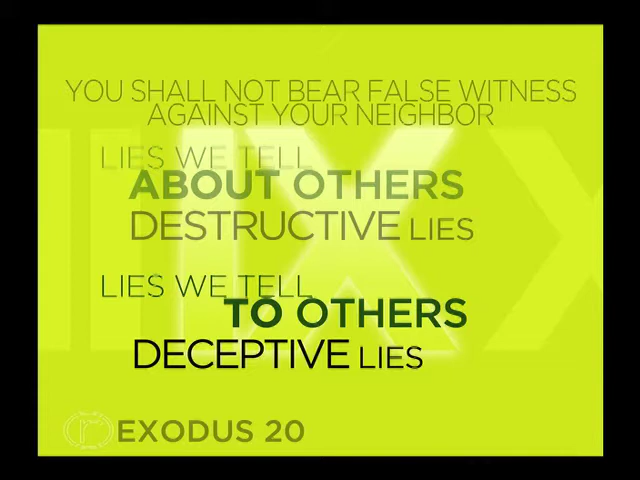 YOU SHALL NOT BEAR FALSE WITNESS
AGAINST YOUR NEIGHBOR
LIES WE TELL
ABOUT OTHERS
DESTRUCTIVE LIES
LIES WE TELL
TO OTHERS
DECEPTIVE LIES
r EXODUS 20
IX X